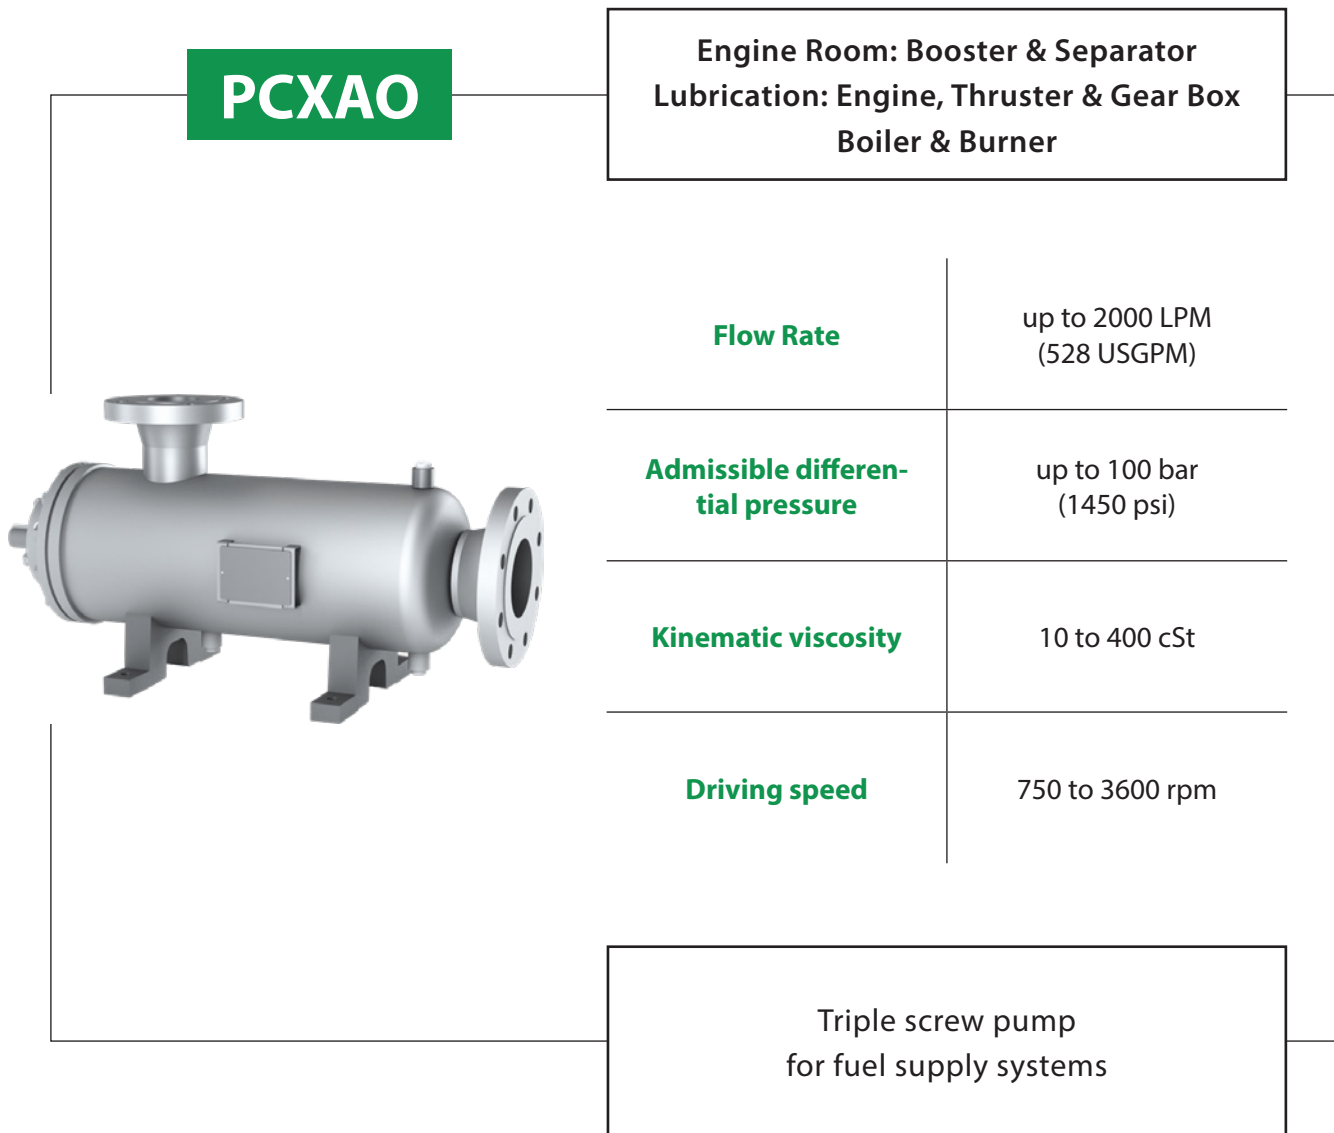 PCXAO
Engine Room: Booster & Separator
Lubrication: Engine, Thruster & Gear Box
Boiler & Burner
Flow Rate
up to 2000 LPM
(528 USGPM)
Admissible differen-
tial pressure
up to 100 bar
(1450 psi)
Kinematic viscosity
10 to 400 cSt
Driving speed
750 to 3600 rpm
Triple screw pump
for fuel supply systems